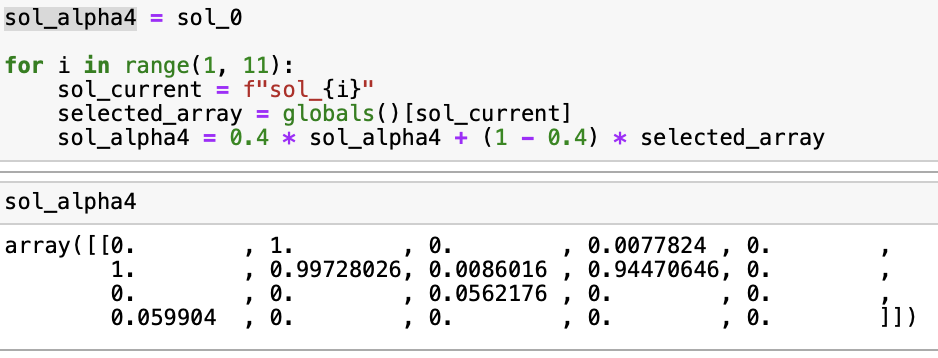 sol_alpha4 = sol_0
for i in range(1, 11):
    sol_current = f"sol_{i}"
    selected_array = globals()[sol_current]
    sol_alpha4 = 0.4 * sol_alpha4 + (1 - 0.4) * selected_array
sol_alpha4
array([[0.        , 1.        , 0.        , 0.0077824 , 0.        ,
        1.        , 0.99728026, 0.0086016 , 0.94470646, 0.        ,
        0.        , 0.        , 0.0562176 , 0.        , 0.        ,
        0.059904  , 0.        , 0.        , 0.        , 0.        ]])